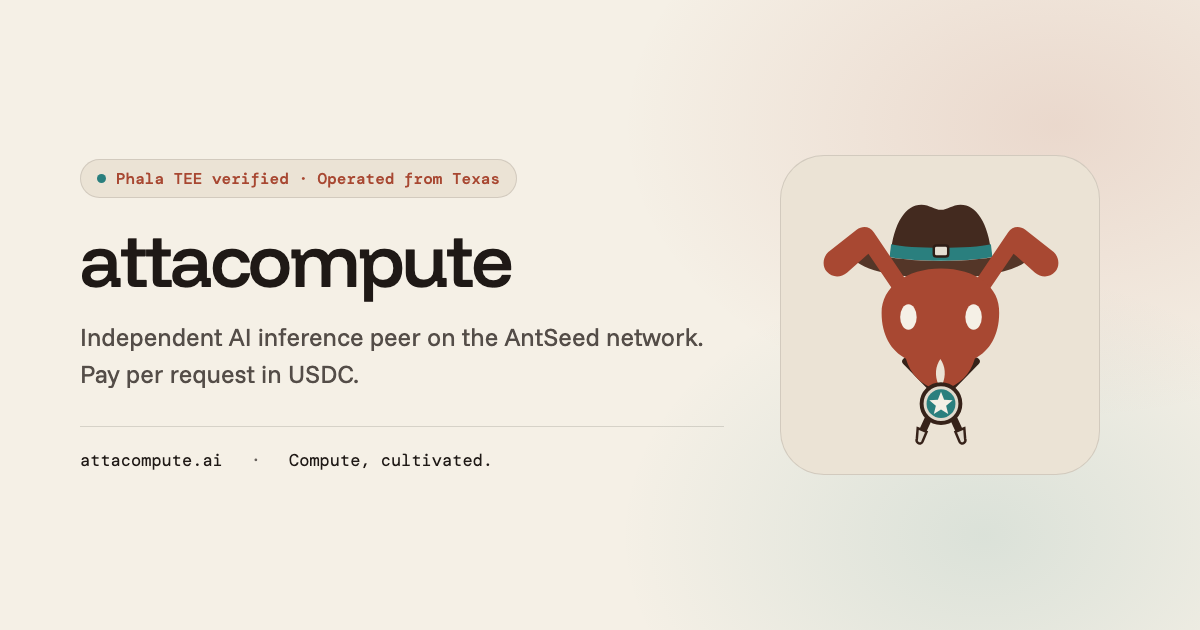 Phala TEE verified · Operated from Texas
attacompute
Independent AI inference peer on the AntSeed network.
Pay per request in USDC.
attacompute.ai · Compute, cultivated.